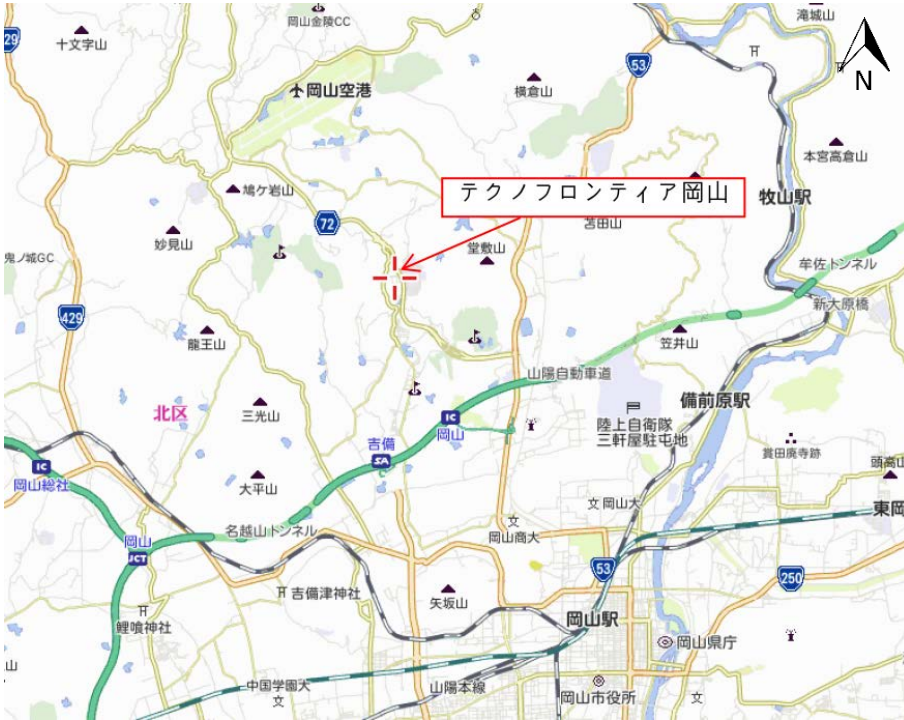 岡山金陵CC
滝城山
29
十文字山
53
N
岡山空港
横倉山
本宮高倉山
鳩ケ岩山
テクノフロンティア岡山
牧山駅
72
笘田山
妙見山
堂敷山
鬼ノ城GC
牟佐トンネル
新大原橋
429
龍王山
笠井山
山陽自動車道
備前原駅
北区
三光山
IC
岡山
陸上自衛隊
三軒屋駐屯地
吉備
SA
賞田廃寺跡
頭高山
IC
岡山総社
大平山
文 岡山大
東岡
名越山トンネル
文
岡山商大
岡山
JCT
53
250
吉備津神社
矢坂山
岡山駅
鯉喰神社
岡山県庁
山
中国学園大
文
山陽本線
岡山市役所
文